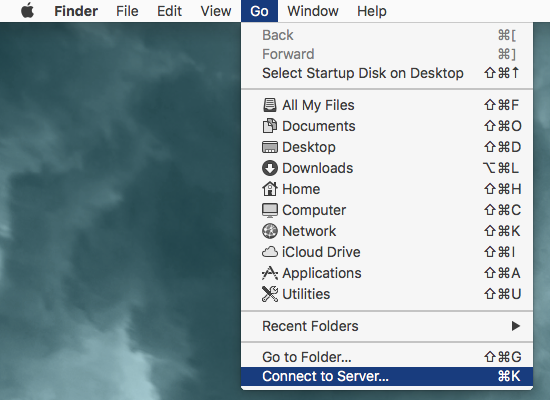 Finder File Edit View Go Window Help
Back ⌘[
Forward ⌘]
Select Startup Disk on Desktop ⇧⌘↑
All My Files ⇧⌘F
Documents ⇧⌘O
Desktop ⇧⌘D
Downloads ⌥⌘L
Home ⇧⌘H
Computer ⇧⌘C
Network ⇧⌘K
iCloud Drive ⇧⌘I
Applications ⇧⌘A
Utilities ⇧⌘U
Recent Folders ▶
Go to Folder... ⇧⌘G
Connect to Server... ⌘K